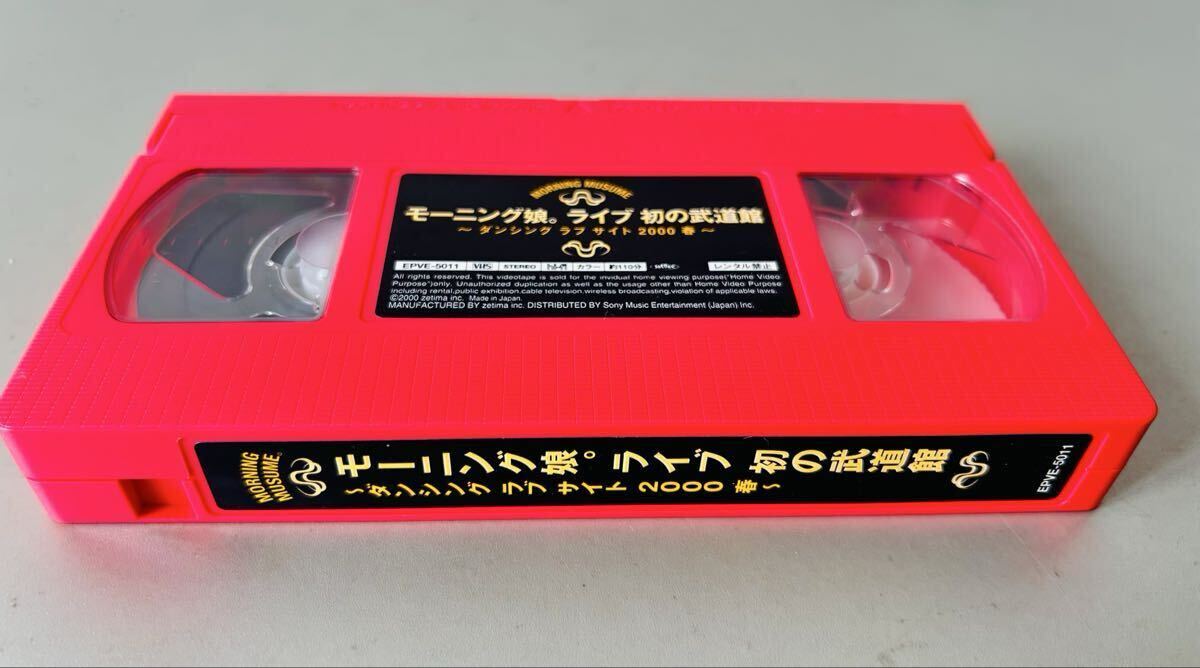 MORNING MUSUME
モーニング娘。ライブ 初の武道館
～ ダンシング ラブ サイト 2000 春 ～
EPVE-5011 VHS STEREO カラー 約110分 レンタル禁止
All rights reserved. This videotape is sold for the invidual home viewing purpose("Home Video
Purpose")only. Unauthorized duplication as well as the usage other than Home Video Purpose
including rental,public exhibition,cable television,wireless broadcasting,violation of applicable laws.
©2000 zetima inc. Made in Japan.
MANUFACTURED BY zetima inc. DISTRIBUTED BY Sony Music Entertainment (Japan) Inc.
MORNING
MUSUME。
モーニング娘。ライブ 初の武道館
～ダンシング ラブ サイト 2000 春～
EPVE-5011